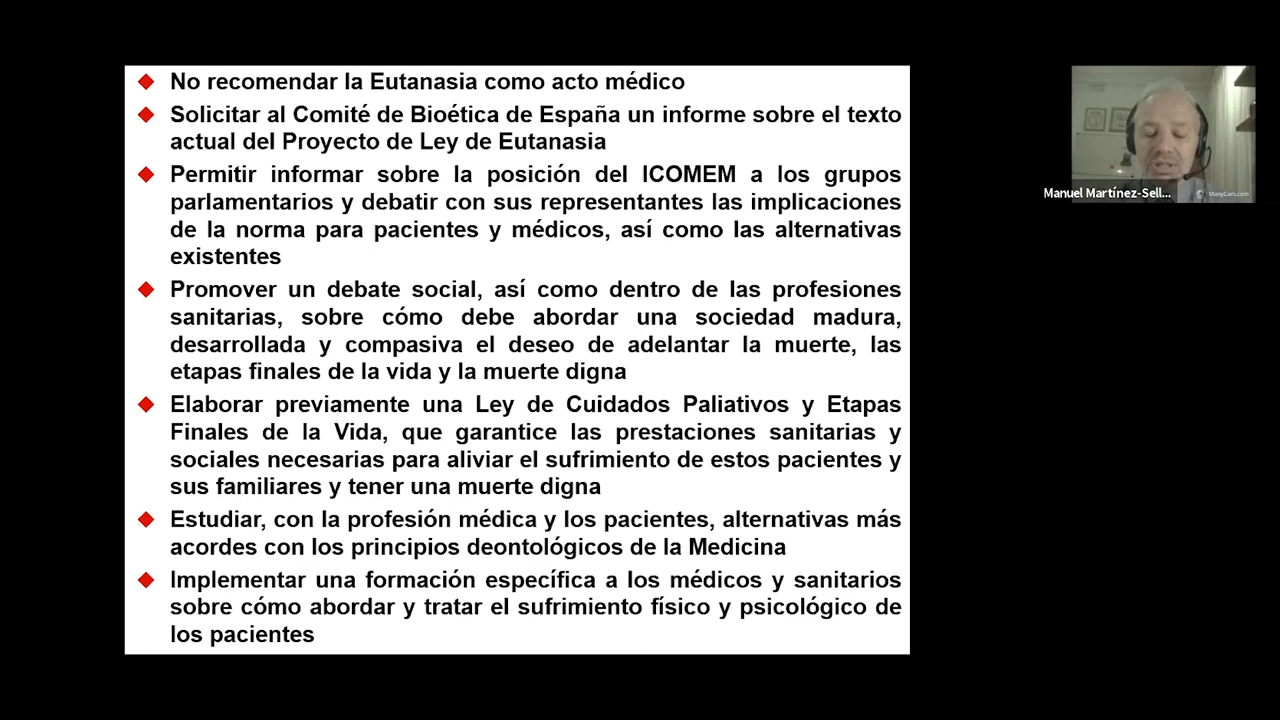 No recomendar la Eutanasia como acto médico
Solicitar al Comité de Bioética de España un informe sobre el texto
actual del Proyecto de Ley de Eutanasia
Permitir informar sobre la posición del ICOMEM a los grupos
parlamentarios y debatir con sus representantes las implicaciones
de la norma para pacientes y médicos, así como las alternativas
existentes
Promover un debate social, así como dentro de las profesiones
sanitarias, sobre cómo debe abordar una sociedad madura,
desarrollada y compasiva el deseo de adelantar la muerte, las
etapas finales de la vida y la muerte digna
Elaborar previamente una Ley de Cuidados Paliativos y Etapas
Finales de la Vida, que garantice las prestaciones sanitarias y
sociales necesarias para aliviar el sufrimiento de estos pacientes y
sus familiares y tener una muerte digna
Estudiar, con la profesión médica y los pacientes, alternativas más
acordes con los principios deontológicos de la Medicina
Implementar una formación específica a los médicos y sanitarios
sobre cómo abordar y tratar el sufrimiento físico y psicológico de
los pacientes
Manuel Martínez-Sell...
ManyCam.com